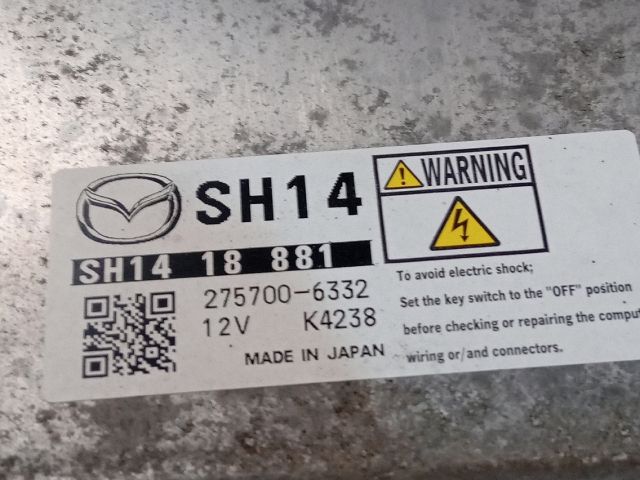 SH14
SH14 18 881
275700-6332
12V K4238
MADE IN JAPAN
WARNING
To avoid electric shock;
Set the key switch to the "OFF" position
before checking or repairing the compu
wiring or/and connectors.